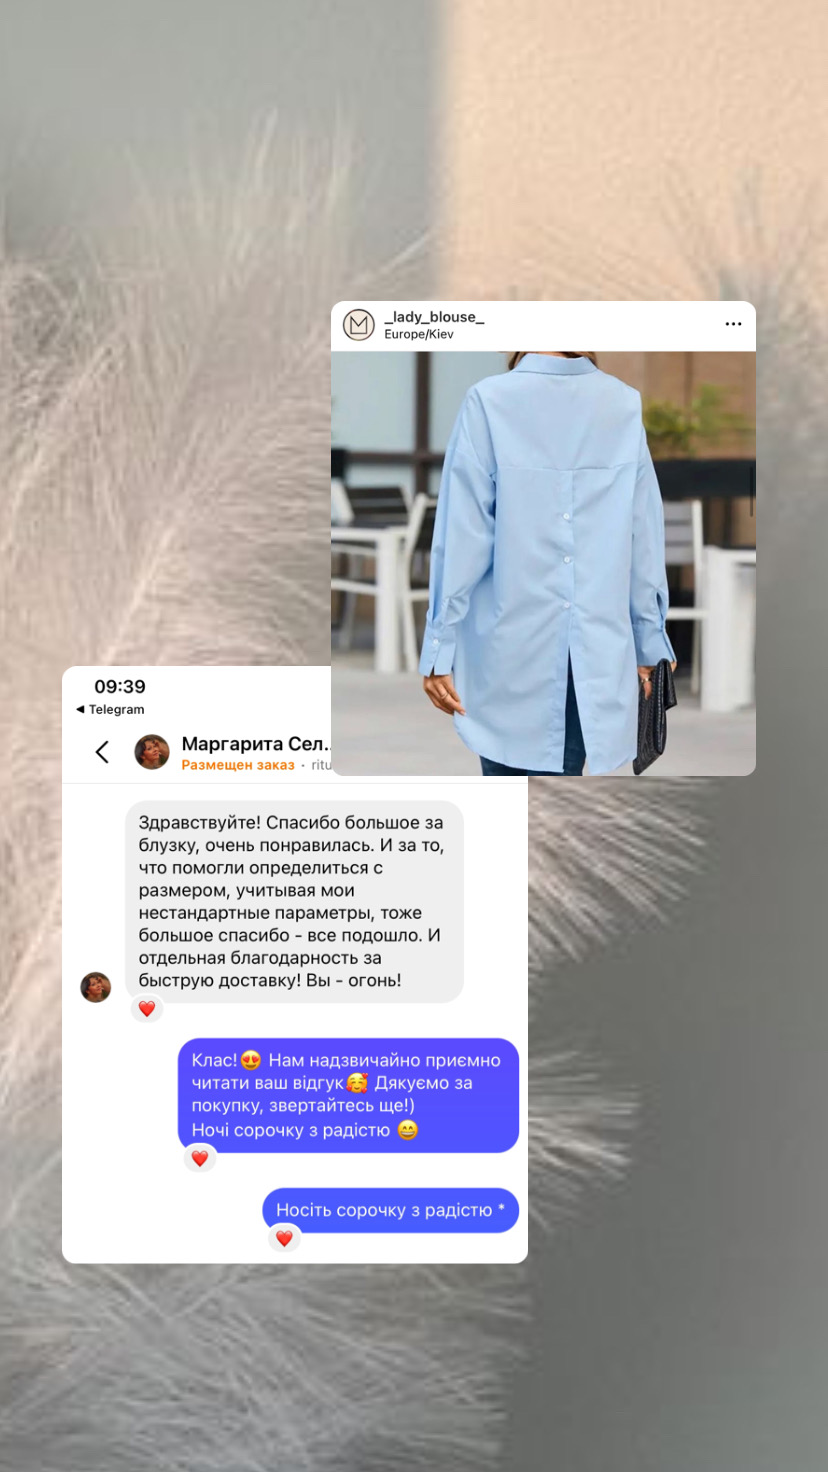 _lady_blouse_
Europe/Kiev
09:39
◀ Telegram
Маргарита Сел...
Размещен заказ · ritu
Здравствуйте! Спасибо большое за
блузку, очень понравилась. И за то,
что помогли определиться с
размером, учитывая мои
нестандартные параметры, тоже
большое спасибо - все подошло. И
отдельная благодарность за
быструю доставку! Вы - огонь!
❤️
Клас!😍 Нам надзвичайно приємно
читати ваш відгук🥰 Дякуємо за
покупку, звертайтесь ще!)
Ночі сорочку з радістю 😄
❤️
Носіть сорочку з радістю *
❤️